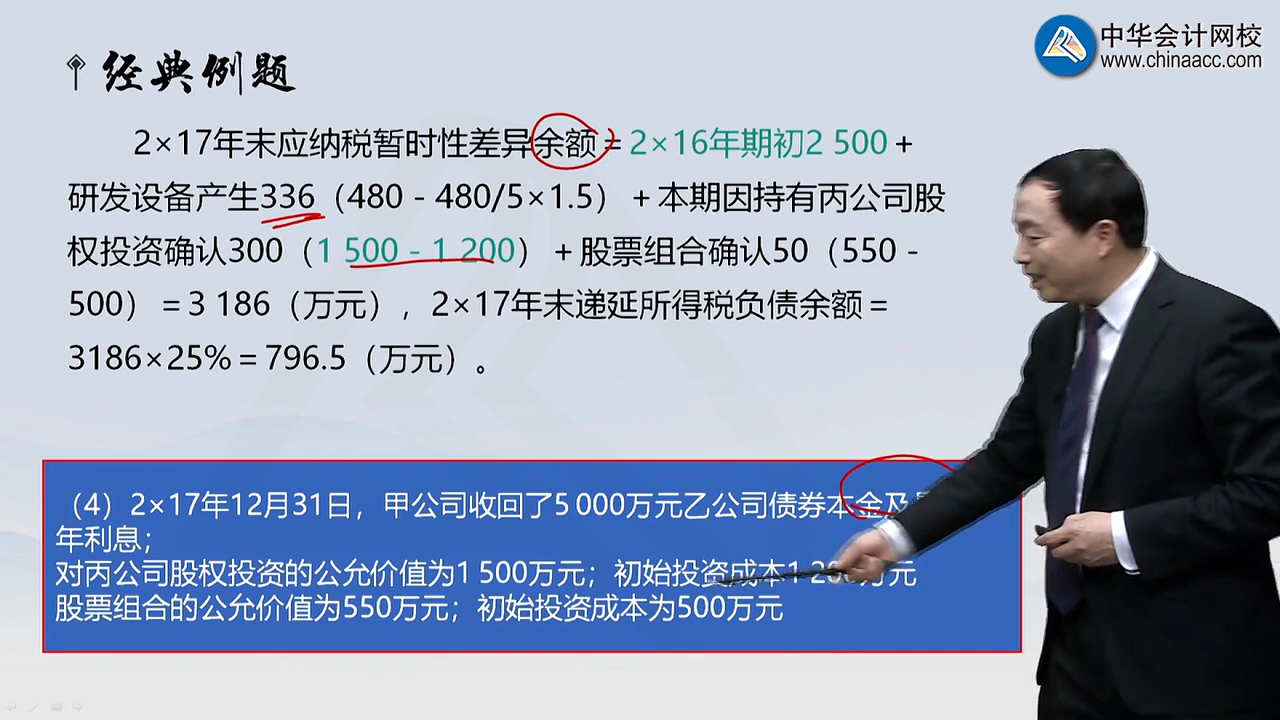 中华会计网校
www.chinaacc.com
经典例题
2×17年末应纳税暂时性差异余额＝2×16年期初2 500＋
研发设备产生336（480－480/5×1.5）＋本期因持有丙公司股
权投资确认300（1 500－1 200）＋股票组合确认50（550－
500）＝3 186（万元），2×17年末递延所得税负债余额＝
3186×25%＝796.5（万元）。
（4）2×17年12月31日，甲公司收回了5 000万元乙公司债券本金及
年利息；
对丙公司股权投资的公允价值为1 500万元；初始投资成本1 200万元
股票组合的公允价值为550万元；初始投资成本为500万元